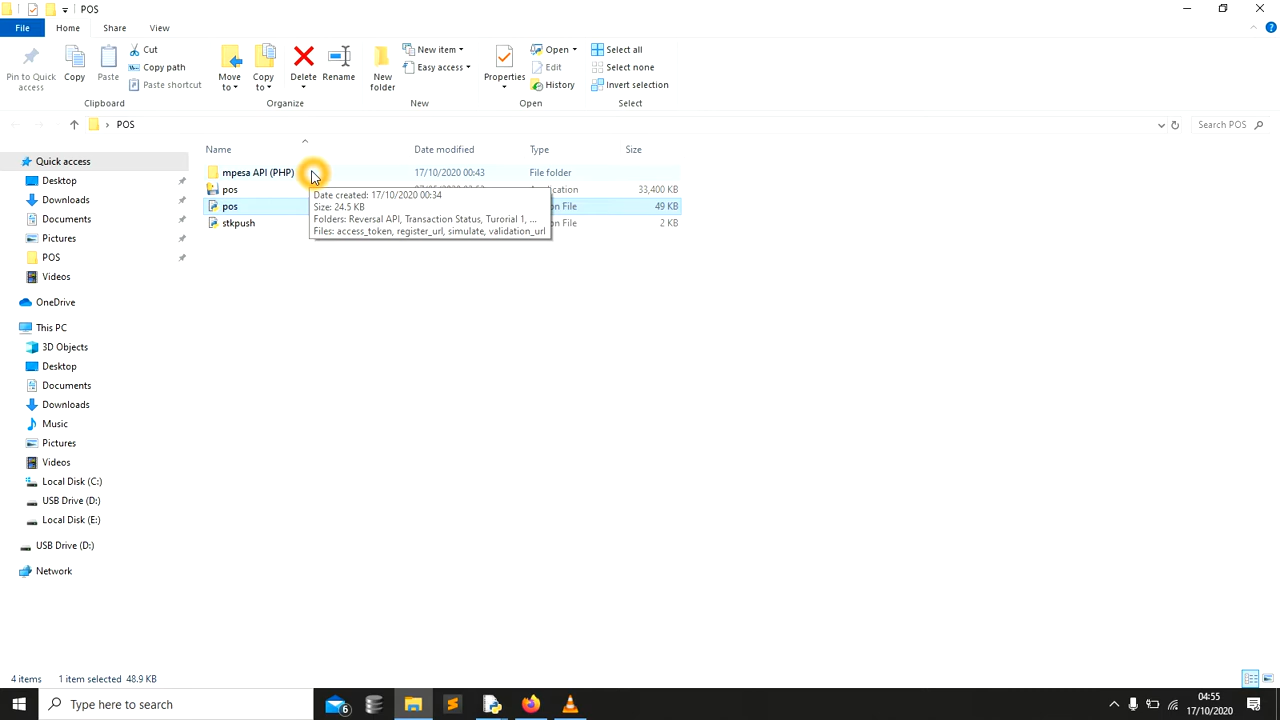 POS
File Home Share View
Pin to Quick access
Copy
Paste
Cut
Copy path
Paste shortcut
Clipboard
Move to
Copy to
Delete
Rename
Organize
New folder
New item
Easy access
New
Properties
Open
Edit
History
Open
Select all
Select none
Invert selection
Select
POS
Search POS
Name Date modified Type Size
mpesa API (PHP) 17/10/2020 00:43 File folder
pos 33,400 KB
pos 49 KB
stkpush 2 KB
Date created: 17/10/2020 00:34
Size: 24.5 KB
Folders: Reversal API, Transaction Status, Turorial 1, ...
Files: access_token, register_url, simulate, validation_url
Quick access
Desktop
Downloads
Documents
Pictures
POS
Videos
OneDrive
This PC
3D Objects
Desktop
Documents
Downloads
Music
Pictures
Videos
Local Disk (C:)
USB Drive (D:)
Local Disk (E:)
USB Drive (D:)
Network
4 items 1 item selected 48.9 KB
Type here to search
6
04:55
17/10/2020